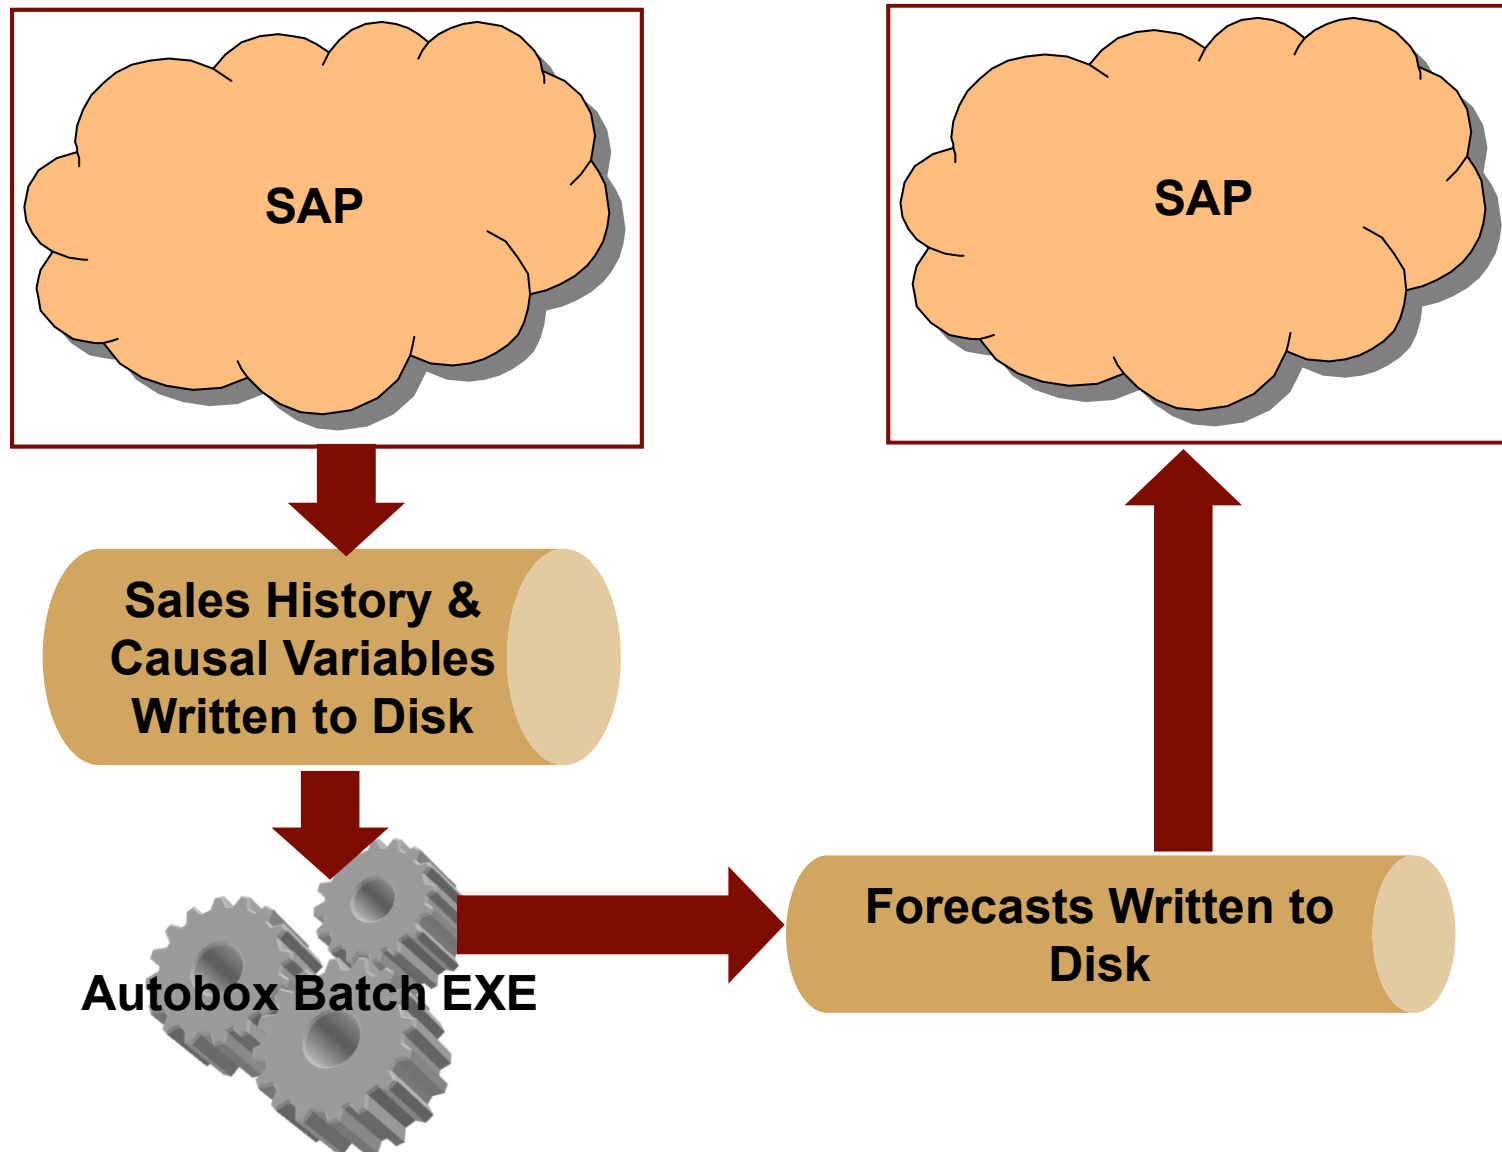 SAP
SAP
Sales History &
Causal Variables
Written to Disk
Autobox Batch EXE
Forecasts Written to
Disk